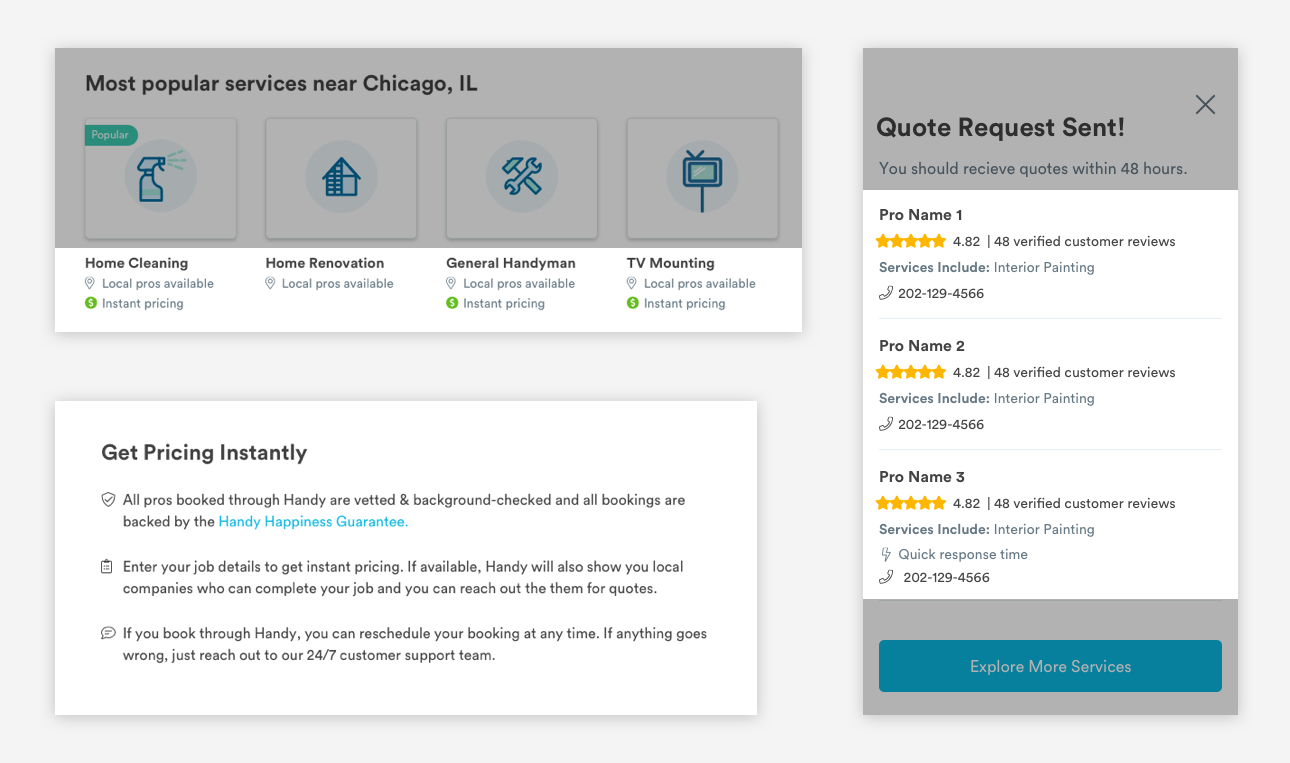 Most popular services near Chicago, IL
Popular
Home Cleaning
Local pros available
Instant pricing
Home Renovation
Local pros available
General Handyman
Local pros available
Instant pricing
TV Mounting
Local pros available
Instant pricing
Get Pricing Instantly
All pros booked through Handy are vetted & background-checked and all bookings are
backed by the Handy Happiness Guarantee.
Enter your job details to get instant pricing. If available, Handy will also show you local
companies who can complete your job and you can reach out the them for quotes.
If you book through Handy, you can reschedule your booking at any time. If anything goes
wrong, just reach out to our 24/7 customer support team.
Quote Request Sent!
You should recieve quotes within 48 hours.
Pro Name 1
4.82 | 48 verified customer reviews
Services Include: Interior Painting
202-129-4566
Pro Name 2
4.82 | 48 verified customer reviews
Services Include: Interior Painting
202-129-4566
Pro Name 3
4.82 | 48 verified customer reviews
Services Include: Interior Painting
Quick response time
202-129-4566
Explore More Services